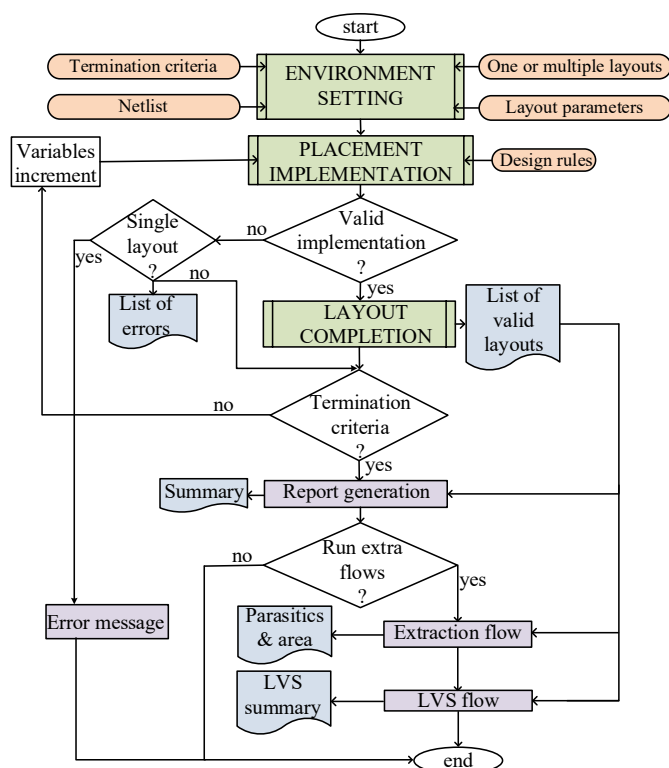 start
Termination criteria
ENVIRONMENT
SETTING
One or multiple layouts
Netlist
Layout parameters
Variables
increment
PLACEMENT
IMPLEMENTATION
Design rules
Single
layout
?
yes
no
no
Valid
implementation
?
yes
List of
errors
LAYOUT
COMPLETION
List of
valid
layouts
no
Termination
criteria
?
yes
Summary
Report generation
no
Run extra
flows
?
yes
Error message
Parasitics
& area
Extraction flow
LVS
summary
LVS flow
end